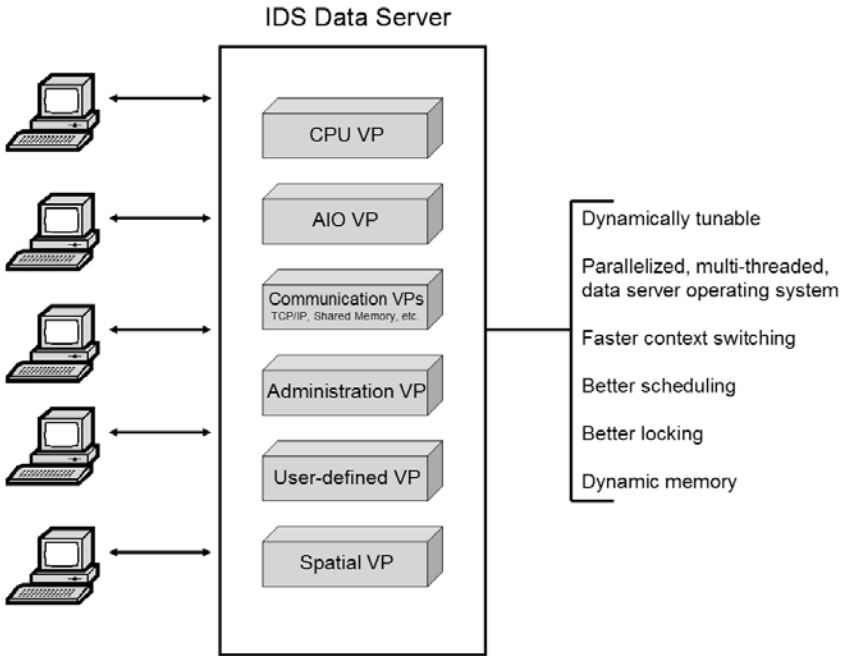 IDS Data Server
CPU VP
AIO VP
Communication VPs
TCP/IP, Shared Memory, etc.
Administration VP
User-defined VP
Spatial VP
Dynamically tunable
Parallelized, multi-threaded,
data server operating system
Faster context switching
Better scheduling
Better locking
Dynamic memory